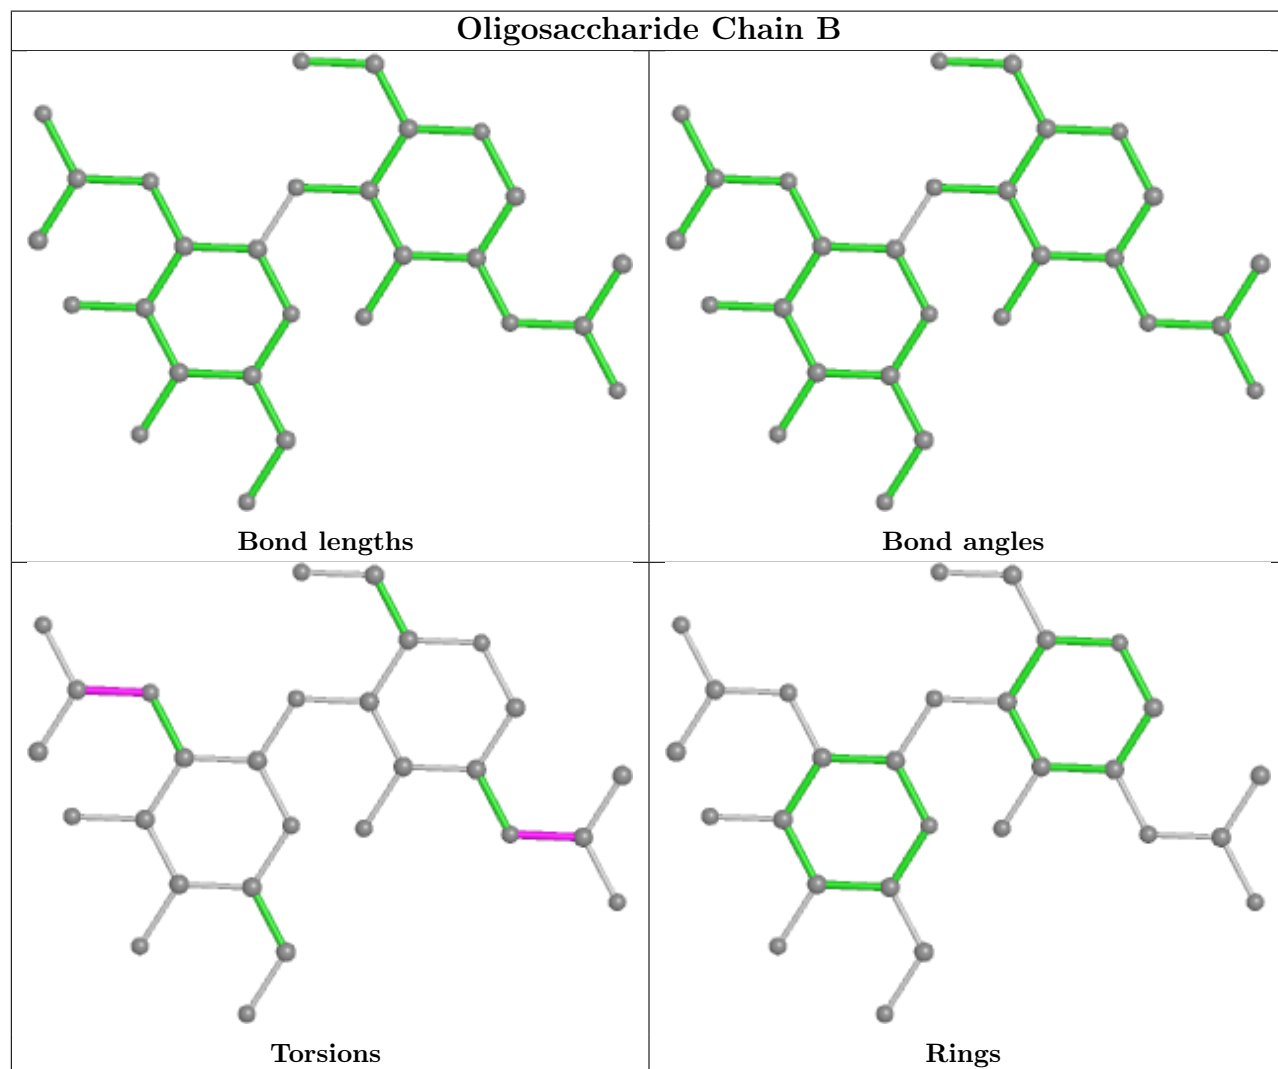 Oligosaccharide Chain B
Bond lengths
Bond angles
Torsions
Rings